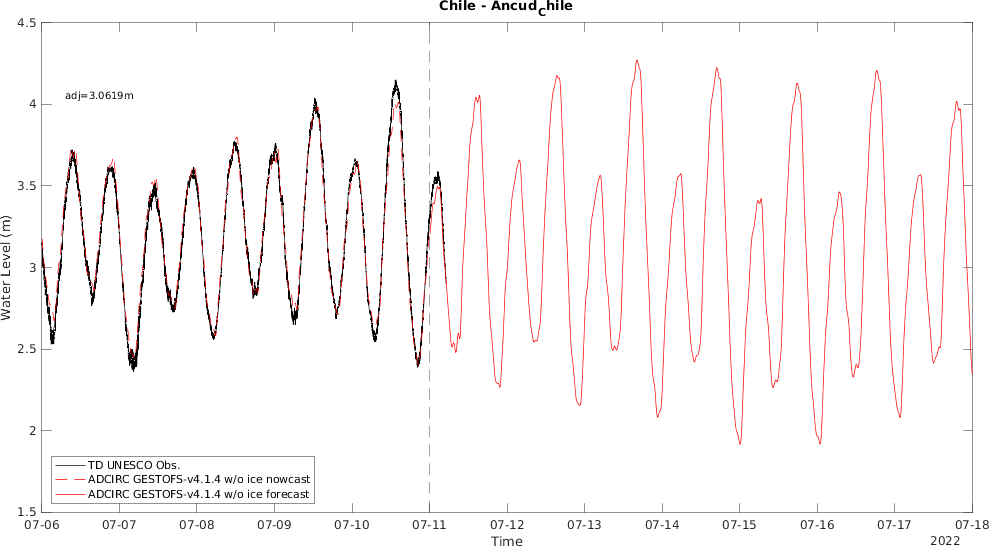 Chile - Ancud_Chile
4.5
adj=3.0619m
4
3.5
3
2.5
2
1.5
Water Level (m)
TD UNESCO Obs.
ADCIRC GESTOFS-v4.1.4 w/o ice nowcast
ADCIRC GESTOFS-v4.1.4 w/o ice forecast
07-06 07-07 07-08 07-09 07-10 07-11 07-12 07-13 07-14 07-15 07-16 07-17 07-18
Time
2022